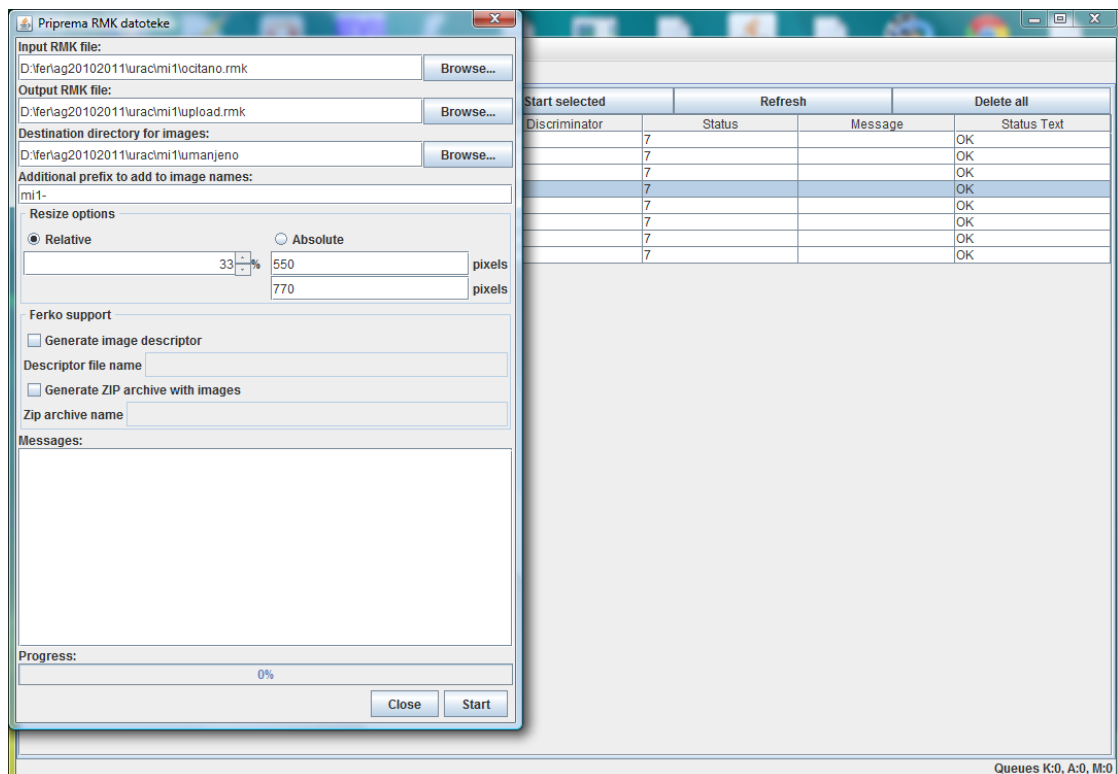 Priprema RMK datoteke
Input RMK file:
D:\fer\ag20102011\urac\mi1\ocitano.rmk Browse...
Output RMK file:
D:\fer\ag20102011\urac\mi1\upload.rmk Browse...
Destination directory for images:
D:\fer\ag20102011\urac\mi1\umanjeno Browse...
Additional prefix to add to image names:
mi1-
Resize options
Relative Absolute
33 % 550 pixels
770 pixels
Ferko support
Generate image descriptor
Descriptor file name
Generate ZIP archive with images
Zip archive name
Messages:
Progress:
0%
Close Start
Start selected Refresh Delete all
Discriminator Status Message Status Text
7 OK
7 OK
7 OK
7 OK
7 OK
7 OK
7 OK
7 OK
Queues K:0, A:0, M:0